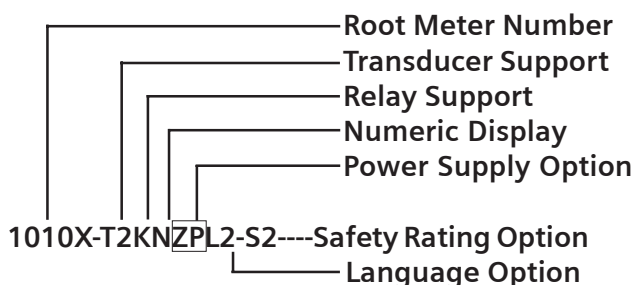 Root Meter Number
Transducer Support
Relay Support
Numeric Display
Power Supply Option
1010X-T2KNZPL2-S2----Safety Rating Option
Language Option